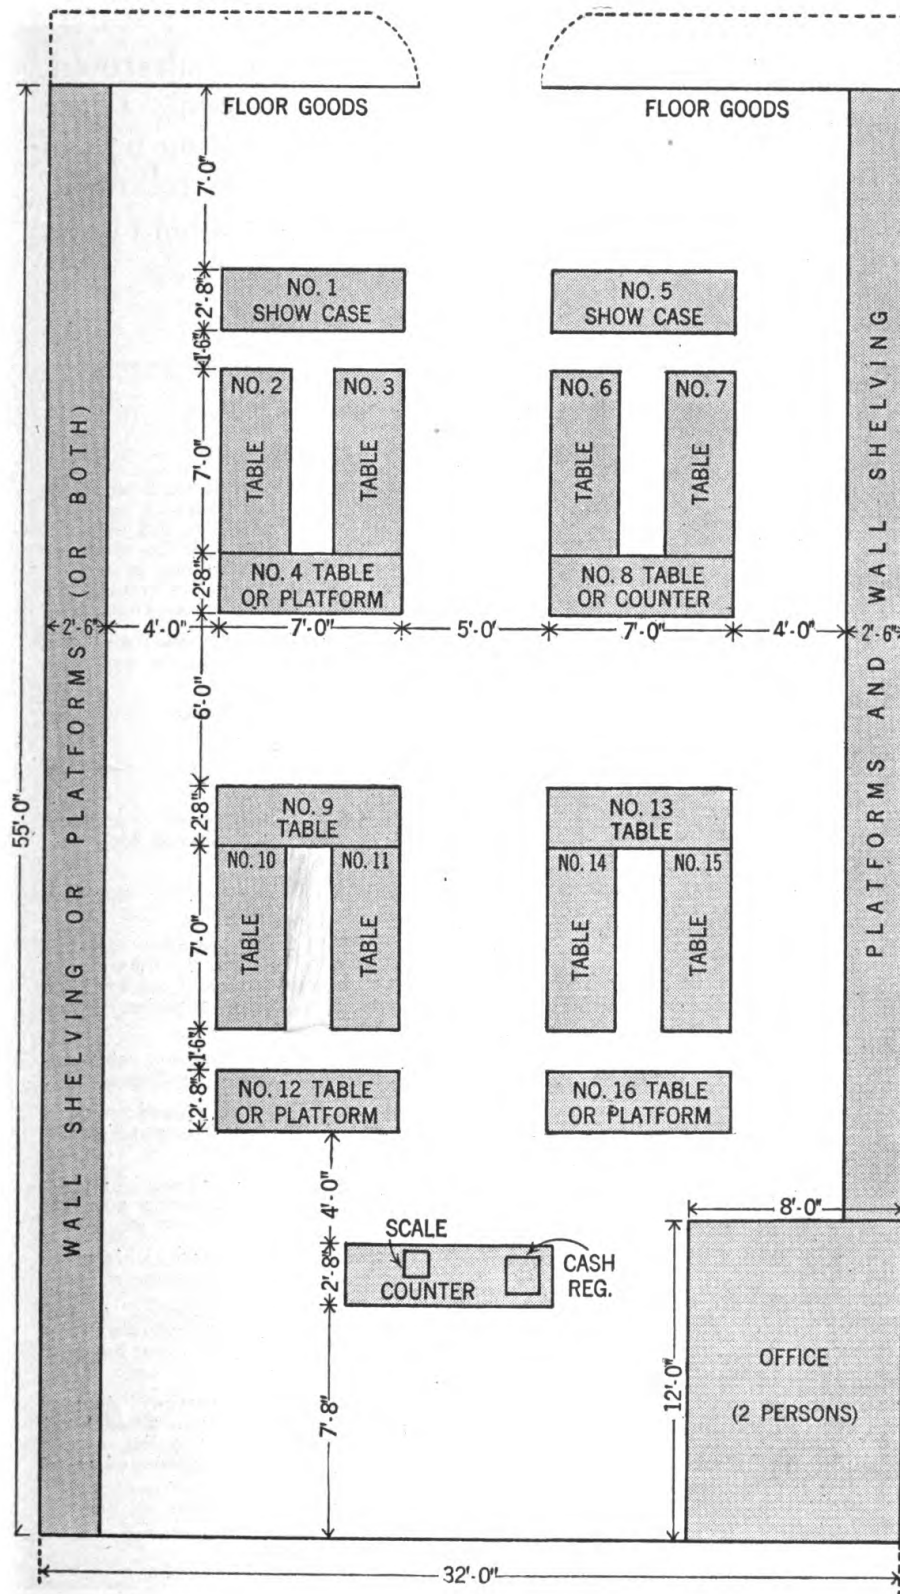 FLOOR GOODS
FLOOR GOODS
7'-0"
2'-8"
NO. 1
SHOW CASE
NO. 5
SHOW CASE
1'-6"
NO. 2
TABLE
NO. 3
TABLE
NO. 6
TABLE
NO. 7
TABLE
7'-0"
2'-8"
NO. 4 TABLE
OR PLATFORM
NO. 8 TABLE
OR COUNTER
2'-6"
4'-0"
7'-0"
5'-0'
7'-0"
4'-0"
2'-6"
WALL SHELVING OR PLATFORMS (OR BOTH)
PLATFORMS AND WALL SHELVING
6'-0"
55'-0"
2'-8"
NO. 9
TABLE
NO. 13
TABLE
NO. 10
TABLE
NO. 11
TABLE
NO. 14
TABLE
NO. 15
TABLE
7'-0"
1'-6"
2'-8"
NO. 12 TABLE
OR PLATFORM
NO. 16 TABLE
OR PLATFORM
4'-0"
8'-0"
SCALE
CASH
REG.
2'-8"
COUNTER
12'-0"
OFFICE
(2 PERSONS)
7'-8"
32'-0"